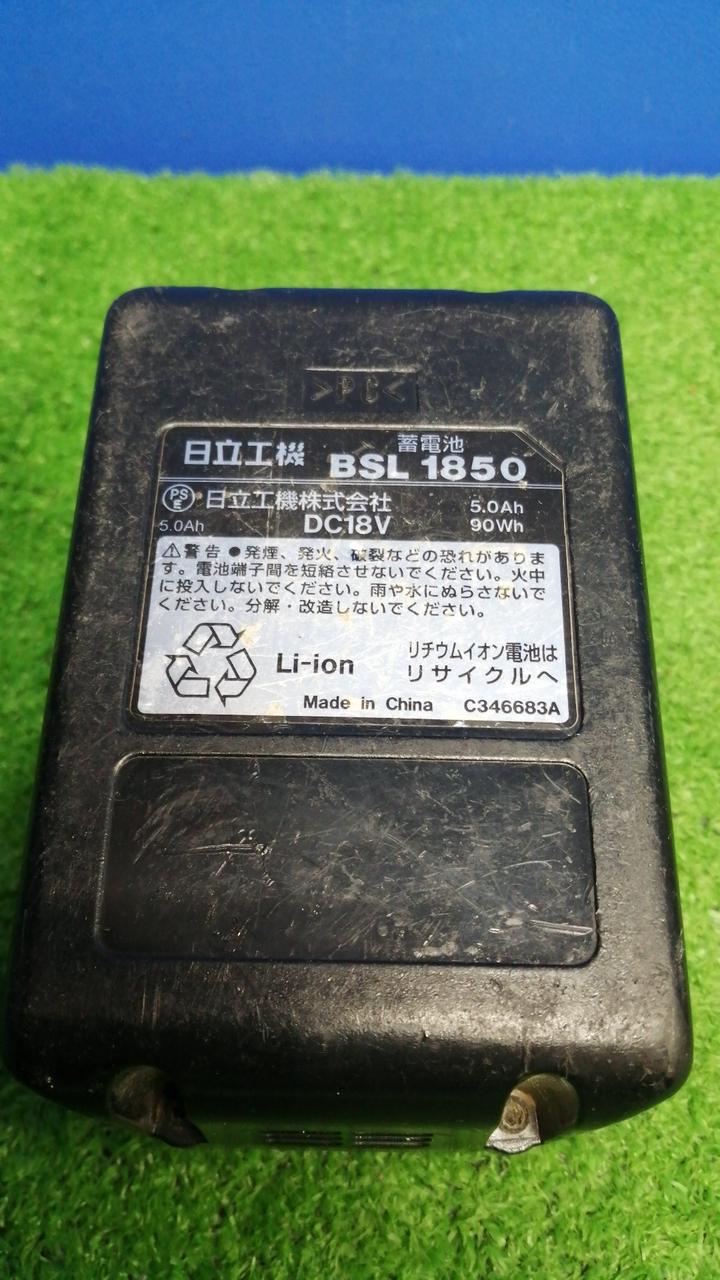 >PC<
日立工機 蓄電池 BSL 1850
PS E 日立工機株式会社 5.0Ah
5.0Ah DC18V 90Wh
⚠警告 ●発煙、発火、破裂などの恐れがありま
す。電池端子間を短絡させないでください。火中
に投入しないでください。雨や水にぬらさないで
ください。分解・改造しないでください。
リチウムイオン電池は
Li-ion リサイクルへ
Made in China C346683A